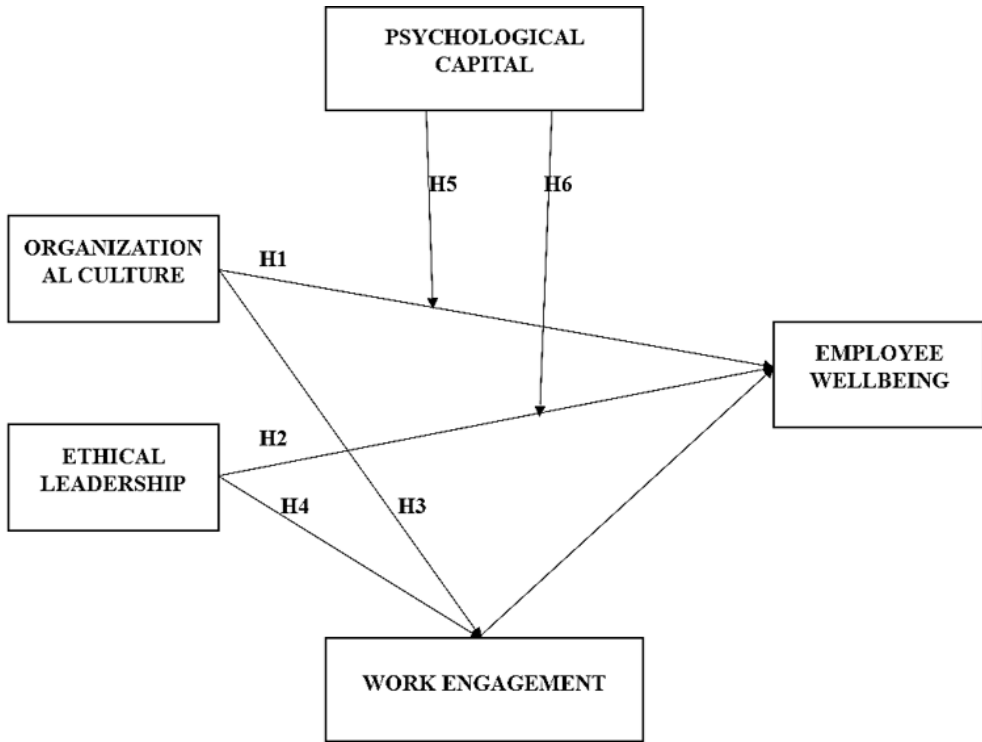 PSYCHOLOGICAL
CAPITAL
H5
H6
ORGANIZATION
AL CULTURE
H1
EMPLOYEE
WELLBEING
ETHICAL
LEADERSHIP
H2
H4
H3
WORK ENGAGEMENT